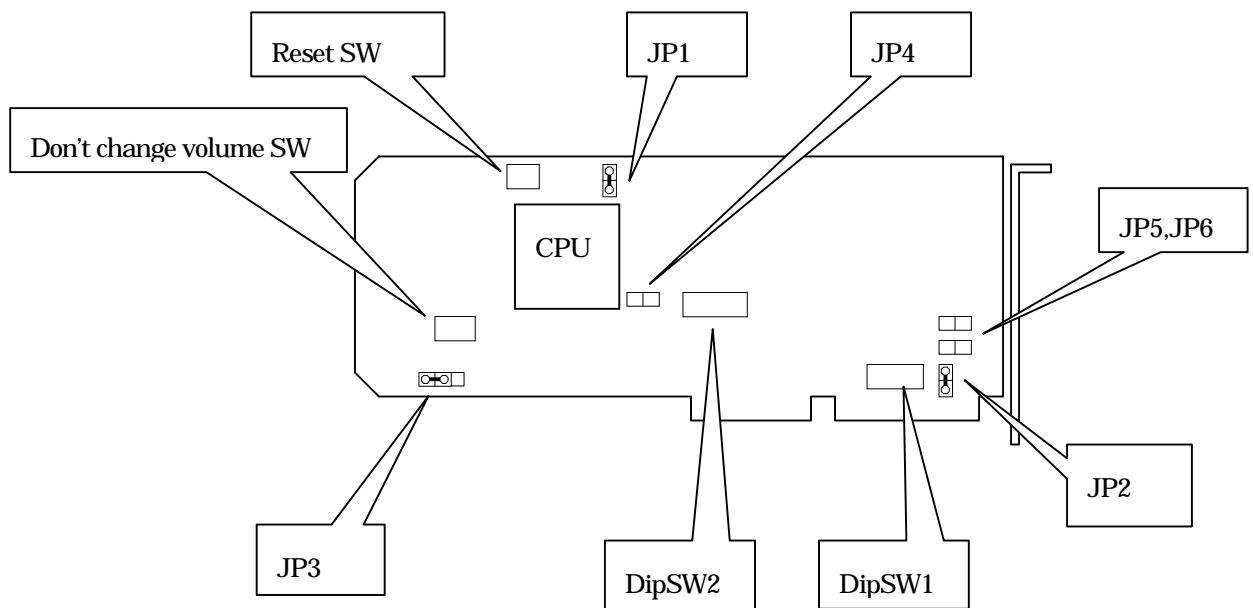 Reset SW
JP1
JP4
Don't change volume SW
JP5,JP6
CPU
JP2
JP3
DipSW2
DipSW1